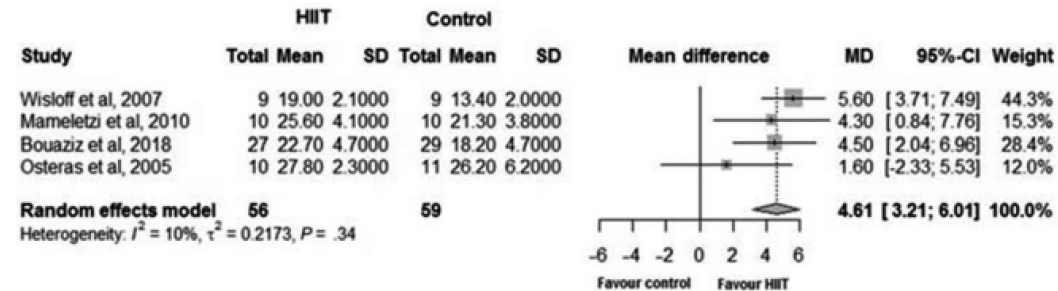 HIIT Control
Study Total Mean SD Total Mean SD Mean difference MD 95%-CI Weight
Wisloff et al, 2007 9 19.00 2.1000 9 13.40 2.0000 5.60 [ 3.71; 7.49] 44.3%
Mameletzi et al, 2010 10 25.60 4.1000 10 21.30 3.8000 4.30 [ 0.84; 7.76] 15.3%
Bouaziz et al, 2018 27 22.70 4.7000 29 18.20 4.7000 4.50 [ 2.04; 6.96] 28.4%
Osteras et al, 2005 10 27.80 2.3000 11 26.20 6.2000 1.60 [-2.33; 5.53] 12.0%
Random effects model 56 59 4.61 [ 3.21; 6.01] 100.0%
Heterogeneity: I² = 10%, τ² = 0.2173, P = .34
-6 -4 -2 0 2 4 6
Favour control Favour HIIT